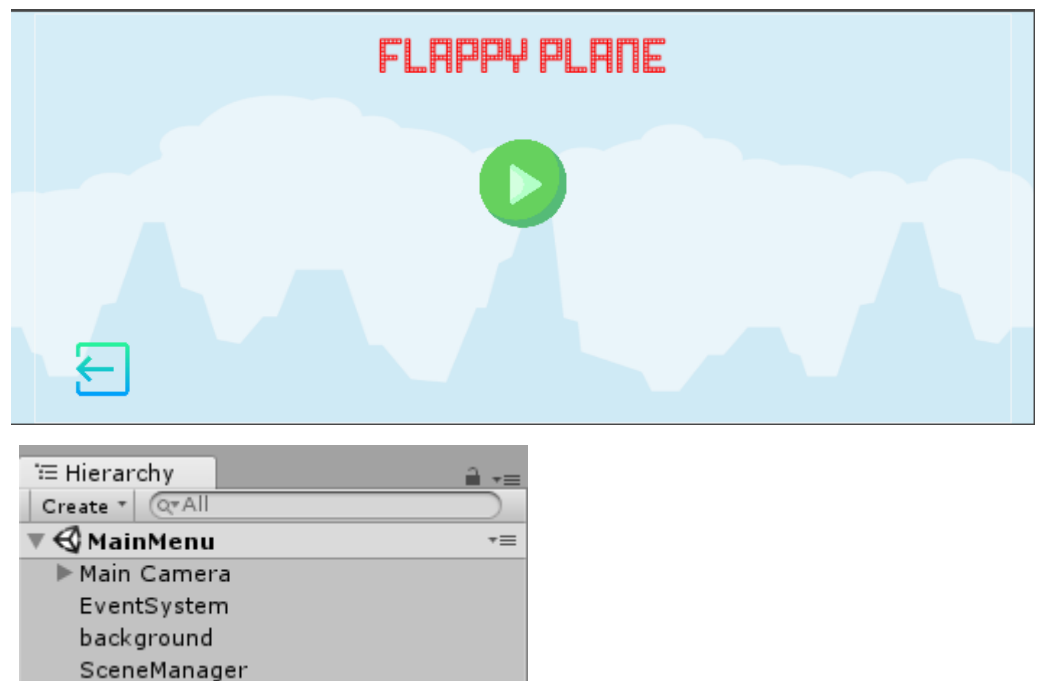 FLAPPY PLANE
Hierarchy
Create All
MainMenu
Main Camera
EventSystem
background
SceneManager